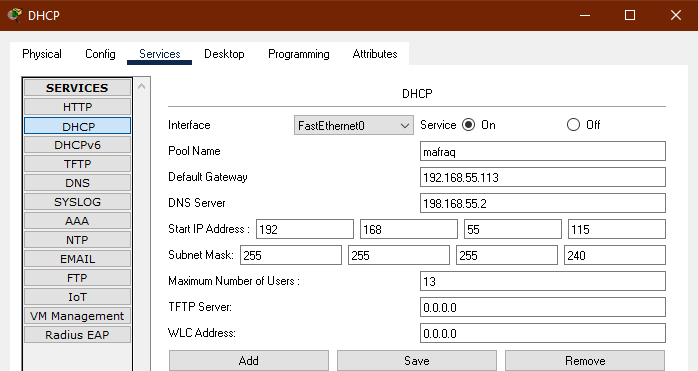 DHCP
Physical Config Services Desktop Programming Attributes
SERVICES
HTTP
DHCP
DHCPv6
TFTP
DNS
SYSLOG
AAA
NTP
EMAIL
FTP
IoT
VM Management
Radius EAP
DHCP
Interface FastEthernet0 Service On Off
Pool Name mafraq
Default Gateway 192.168.55.113
DNS Server 198.168.55.2
Start IP Address : 192 168 55 115
Subnet Mask: 255 255 255 240
Maximum Number of Users : 13
TFTP Server: 0.0.0.0
WLC Address: 0.0.0.0
Add Save Remove